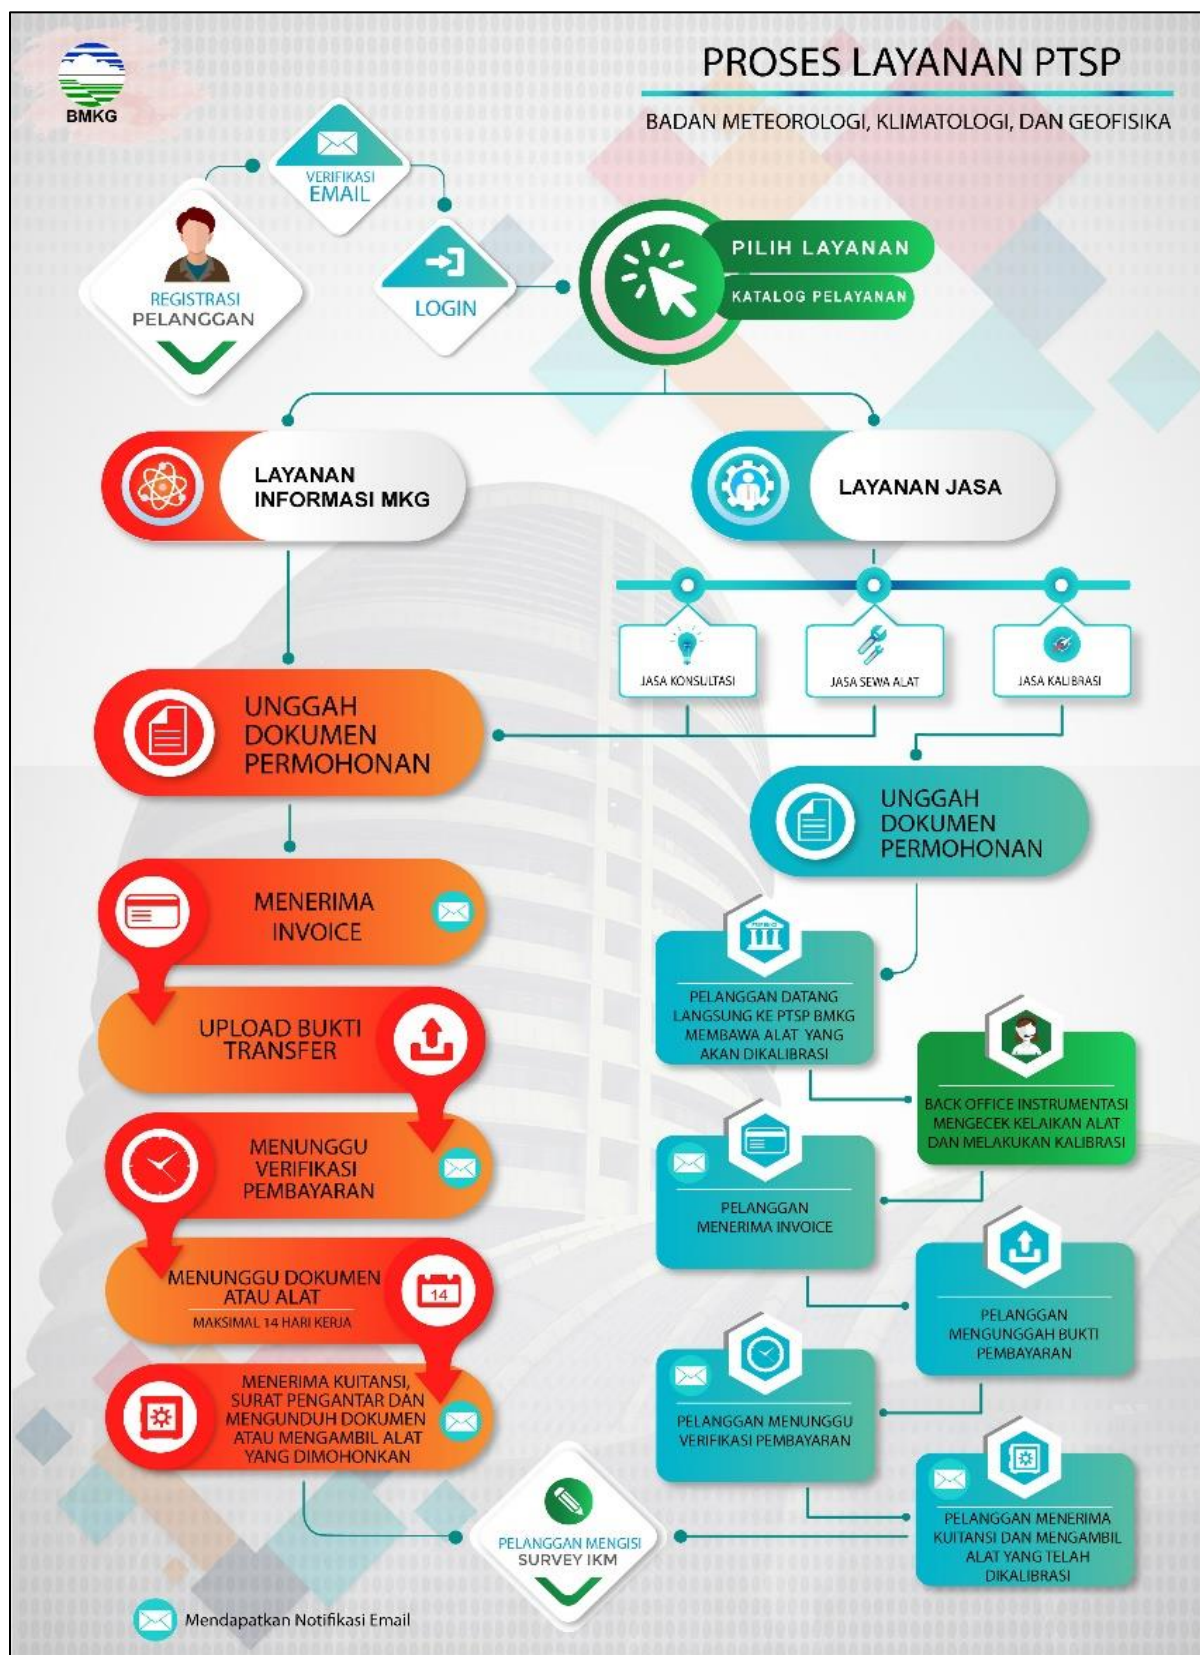 BMKG
PROSES LAYANAN PTSP
BADAN METEOROLOGI, KLIMATOLOGI, DAN GEOFISIKA
VERIFIKASI
EMAIL
REGISTRASI
PELANGGAN
LOGIN
PILIH LAYANAN
KATALOG PELAYANAN
LAYANAN
INFORMASI MKG
LAYANAN JASA
JASA KONSULTASI
JASA SEWA ALAT
JASA KALIBRASI
UNGGAH
DOKUMEN
PERMOHONAN
MENERIMA
INVOICE
UPLOAD BUKTI
TRANSFER
MENUNGGU
VERIFIKASI
PEMBAYARAN
MENUNGGU DOKUMEN
ATAU ALAT
MAKSIMAL 14 HARI KERJA
14
MENERIMA KUITANSI,
SURAT PENGANTAR DAN
MENGUNDUH DOKUMEN
ATAU MENGAMBIL ALAT
YANG DIMOHONKAN
UNGGAH
DOKUMEN
PERMOHONAN
PELANGGAN DATANG
LANGSUNG KE PTSP BMKG
MEMBAWA ALAT YANG
AKAN DIKALIBRASI
BACK OFFICE INSTRUMENTASI
MENGECEK KELAIKAN ALAT
DAN MELAKUKAN KALIBRASI
PELANGGAN
MENERIMA INVOICE
PELANGGAN
MENGUNGGAH BUKTI
PEMBAYARAN
PELANGGAN MENUNGGU
VERIFIKASI PEMBAYARAN
PELANGGAN MENERIMA
KUITANSI DAN MENGAMBIL
ALAT YANG TELAH
DIKALIBRASI
PELANGGAN MENGISI
SURVEY IKM
Mendapatkan Notifikasi Email